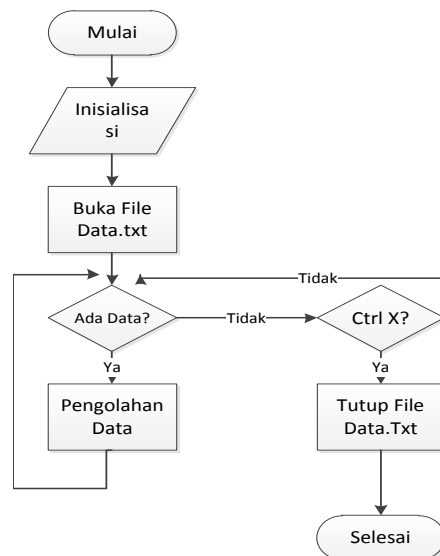 Mulai
Inisialisa
si
Buka File
Data.txt
Tidak
Ada Data?
Tidak
Ctrl X?
Ya
Ya
Pengolahan
Data
Tutup File
Data.Txt
Selesai